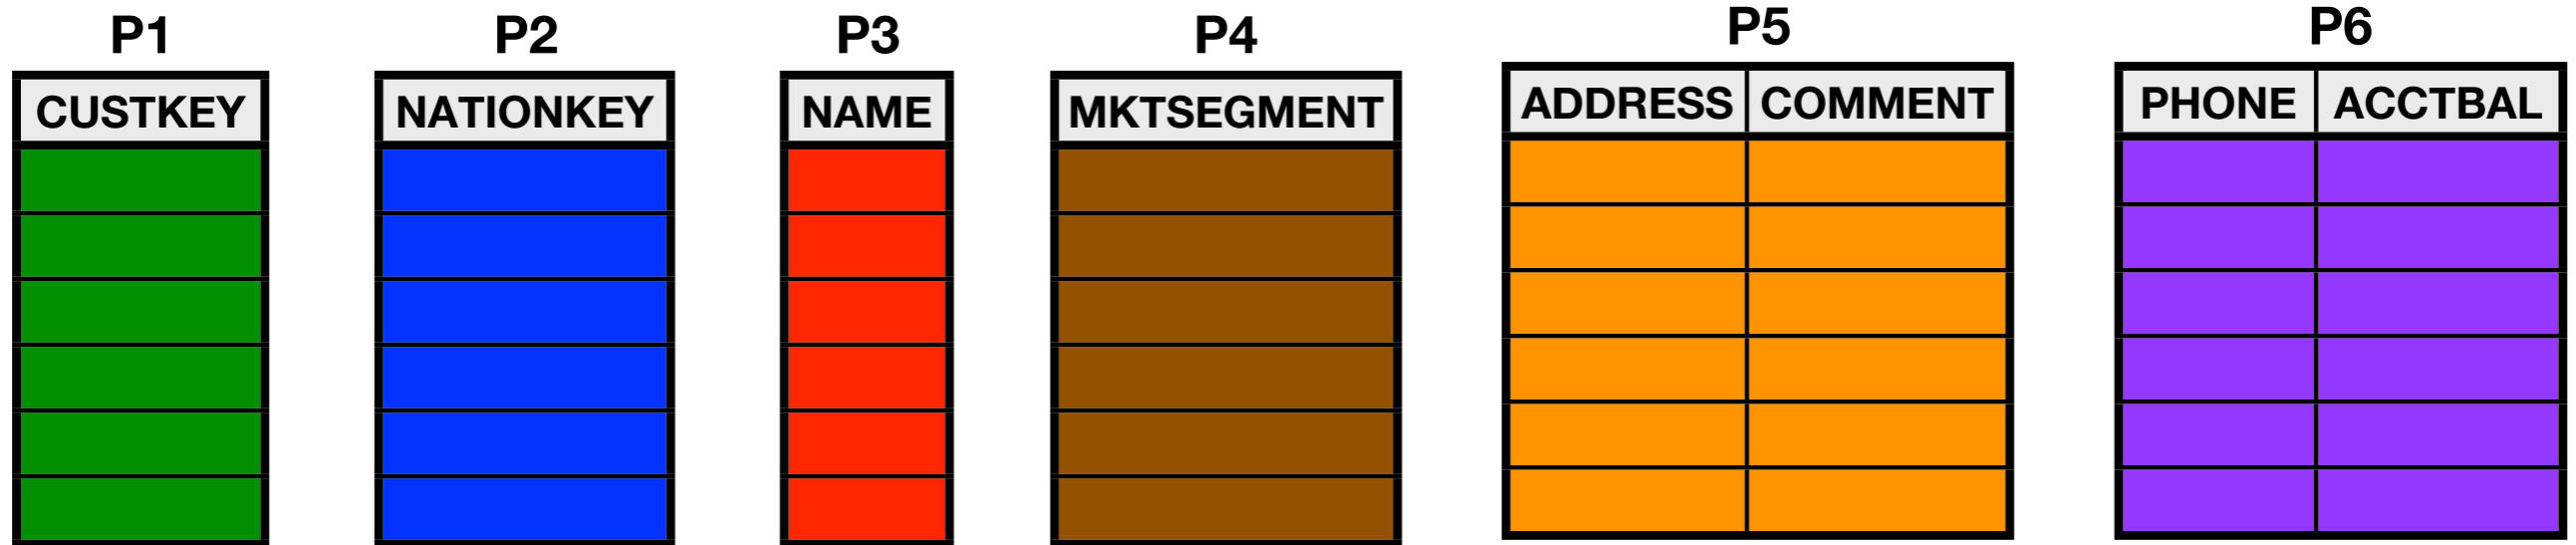 P1 P2 P3 P4 P5 P6
CUSTKEY NATIONKEY NAME MKTSEGMENT ADDRESS COMMENT PHONE ACCTBAL